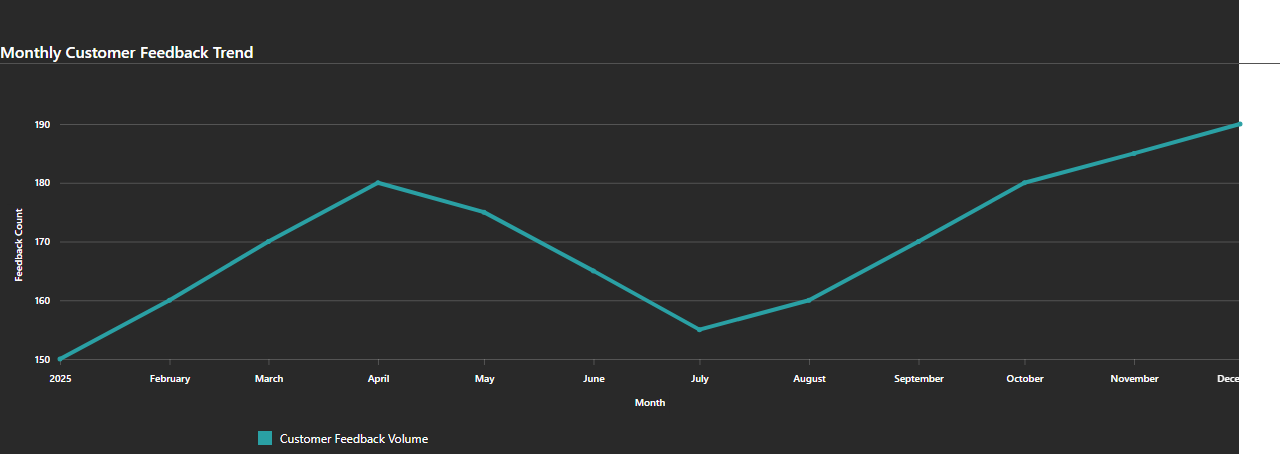 Monthly Customer Feedback Trend
190
180
170
160
150
Feedback Count
2025 February March April May June July August September October November Dece
Month
Customer Feedback Volume